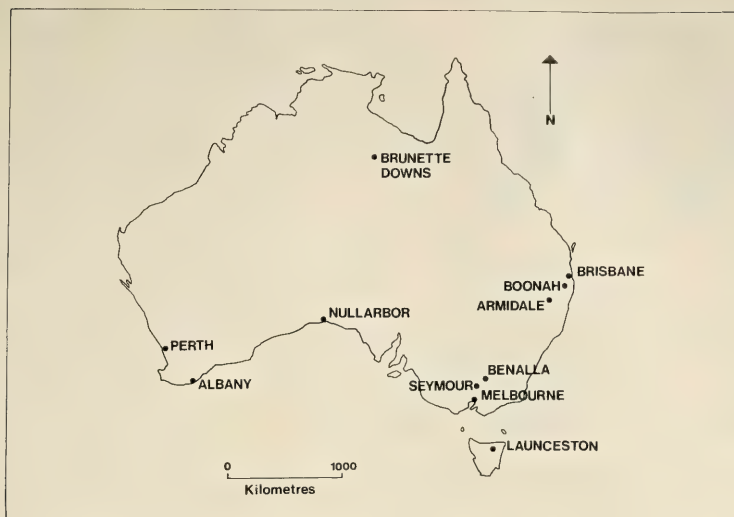 N
BRUNETTE
DOWNS
BRISBANE
BOONAH
ARMIDALE
NULLARBOR
PERTH
ALBANY
BENALLA
SEYMOUR
MELBOURNE
LAUNCESTON
0 1000
Kilometres